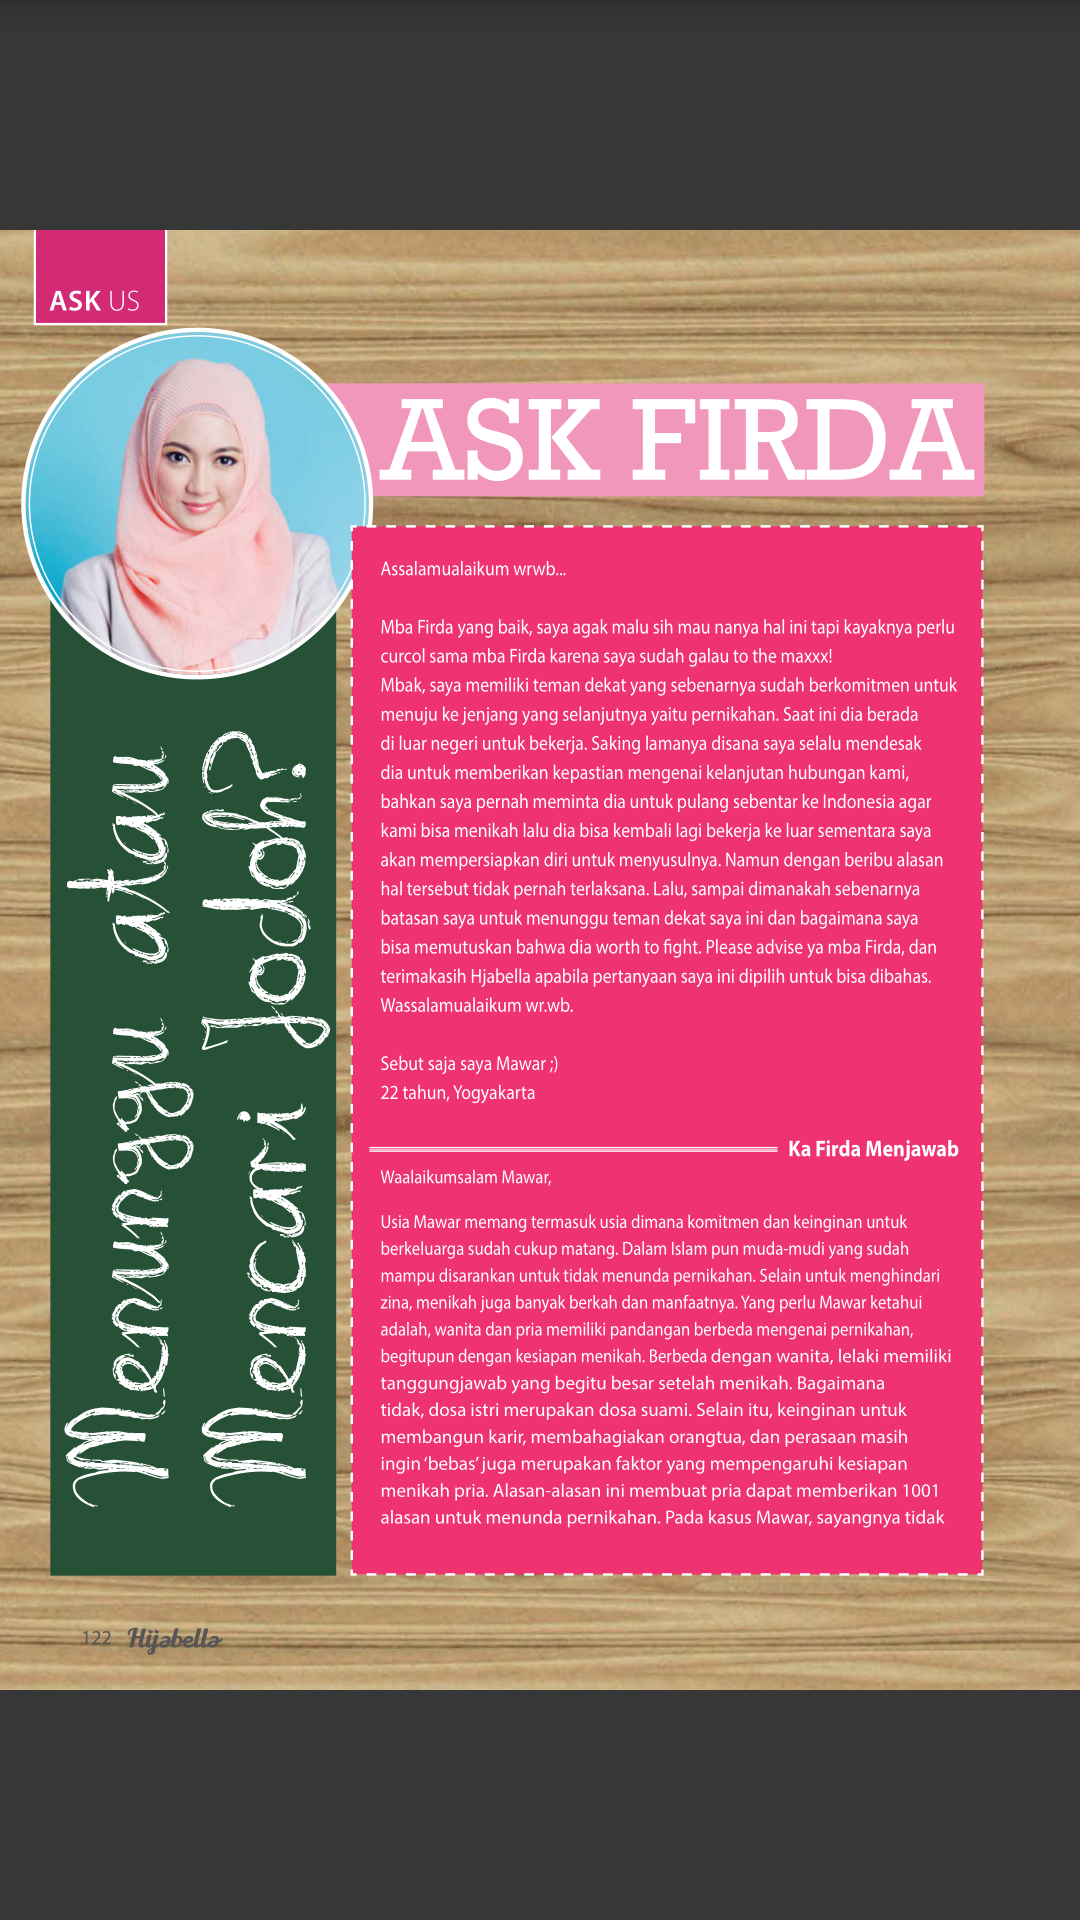 ASK US
ASK FIRDA
Menunggu atau
Mencari Jodoh?
Assalamualaikum wrwb...
Mba Firda yang baik, saya agak malu sih mau nanya hal ini tapi kayaknya perlu
curcol sama mba Firda karena saya sudah galau to the maxxx!
Mbak, saya memiliki teman dekat yang sebenarnya sudah berkomitmen untuk
menuju ke jenjang yang selanjutnya yaitu pernikahan. Saat ini dia berada
di luar negeri untuk bekerja. Saking lamanya disana saya selalu mendesak
dia untuk memberikan kepastian mengenai kelanjutan hubungan kami,
bahkan saya pernah meminta dia untuk pulang sebentar ke Indonesia agar
kami bisa menikah lalu dia bisa kembali lagi bekerja ke luar sementara saya
akan mempersiapkan diri untuk menyusulnya. Namun dengan beribu alasan
hal tersebut tidak pernah terlaksana. Lalu, sampai dimanakah sebenarnya
batasan saya untuk menunggu teman dekat saya ini dan bagaimana saya
bisa memutuskan bahwa dia worth to fight. Please advise ya mba Firda, dan
terimakasih Hjabella apabila pertanyaan saya ini dipilih untuk bisa dibahas.
Wassalamualaikum wr.wb.
Sebut saja saya Mawar ;)
22 tahun, Yogyakarta
Ka Firda Menjawab
Waalaikumsalam Mawar,
Usia Mawar memang termasuk usia dimana komitmen dan keinginan untuk
berkeluarga sudah cukup matang. Dalam Islam pun muda-mudi yang sudah
mampu disarankan untuk tidak menunda pernikahan. Selain untuk menghindari
zina, menikah juga banyak berkah dan manfaatnya. Yang perlu Mawar ketahui
adalah, wanita dan pria memiliki pandangan berbeda mengenai pernikahan,
begitupun dengan kesiapan menikah. Berbeda dengan wanita, lelaki memiliki
tanggungjawab yang begitu besar setelah menikah. Bagaimana
tidak, dosa istri merupakan dosa suami. Selain itu, keinginan untuk
membangun karir, membahagiakan orangtua, dan perasaan masih
ingin ‘bebas’ juga merupakan faktor yang mempengaruhi kesiapan
menikah pria. Alasan-alasan ini membuat pria dapat memberikan 1001
alasan untuk menunda pernikahan. Pada kasus Mawar, sayangnya tidak
122 Hijabella